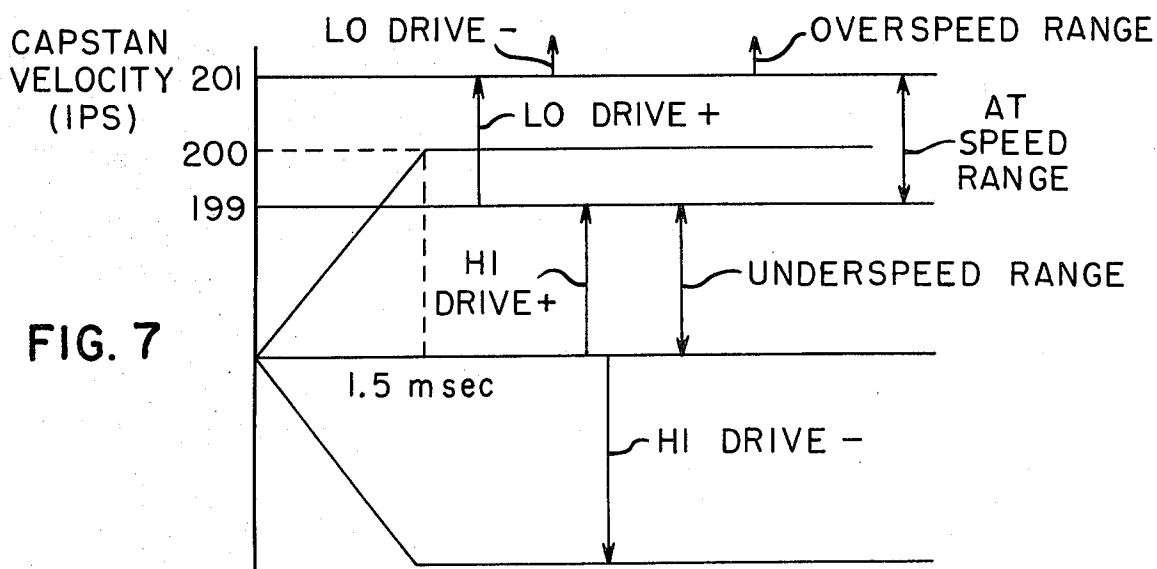 CAPSTAN
VELOCITY
(IPS)
LO DRIVE –
OVERSPEED RANGE
201
LO DRIVE +
AT
SPEED
RANGE
200
199
HI
DRIVE+
UNDERSPEED RANGE
FIG. 7
1.5 msec
HI DRIVE –